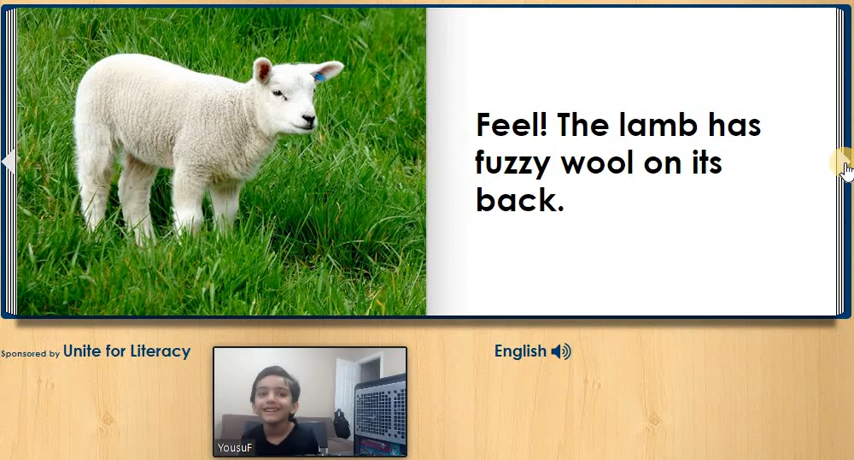 Feel! The lamb has
fuzzy wool on its
back.
Sponsored by Unite for Literacy
English
YousuF